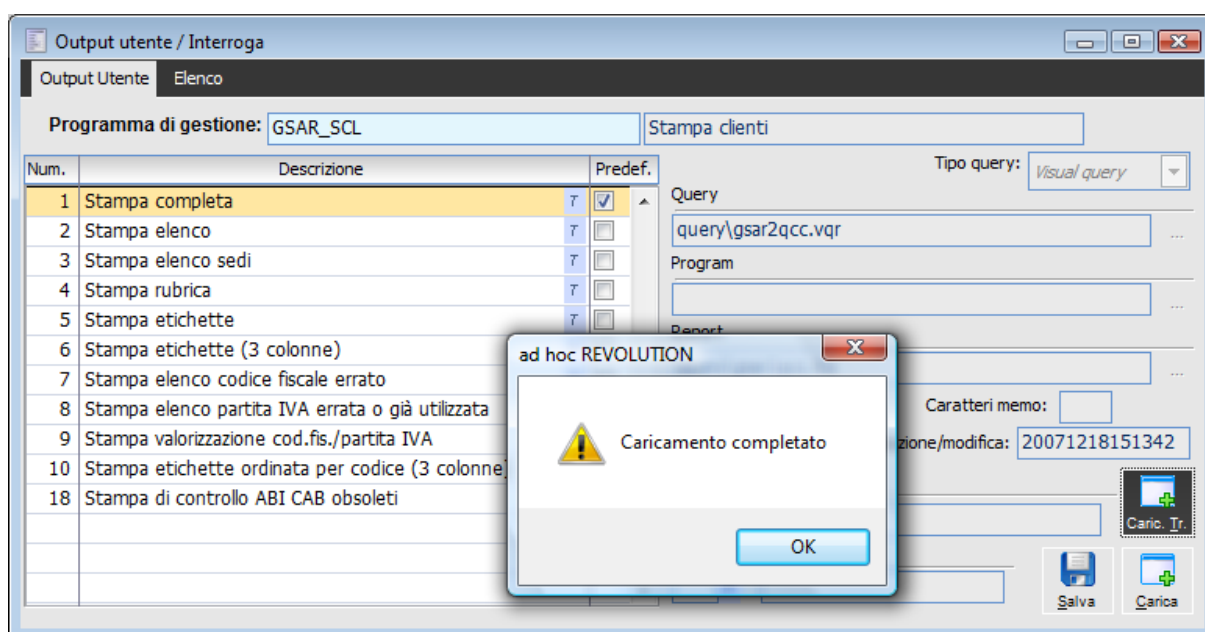 Output utente / Interroga
Output Utente Elenco
Programma di gestione: GSAR_SCL Stampa clienti
Num. Descrizione Predef. Tipo query: Visual query
1 Stampa completa T
Query
2 Stampa elenco T query\gsar2qcc.vqr ...
3 Stampa elenco sedi T Program
4 Stampa rubrica T ...
5 Stampa etichette T Report
6 Stampa etichette (3 colonne) ...
7 Stampa elenco codice fiscale errato
8 Stampa elenco partita IVA errata o già utilizzata Caratteri memo:
9 Stampa valorizzazione cod.fis./partita IVA zione/modifica: 20071218151342
10 Stampa etichette ordinata per codice (3 colonne)
18 Stampa di controllo ABI CAB obsoleti
Caric. Tr.
Salva Carica
ad hoc REVOLUTION
Caricamento completato
OK